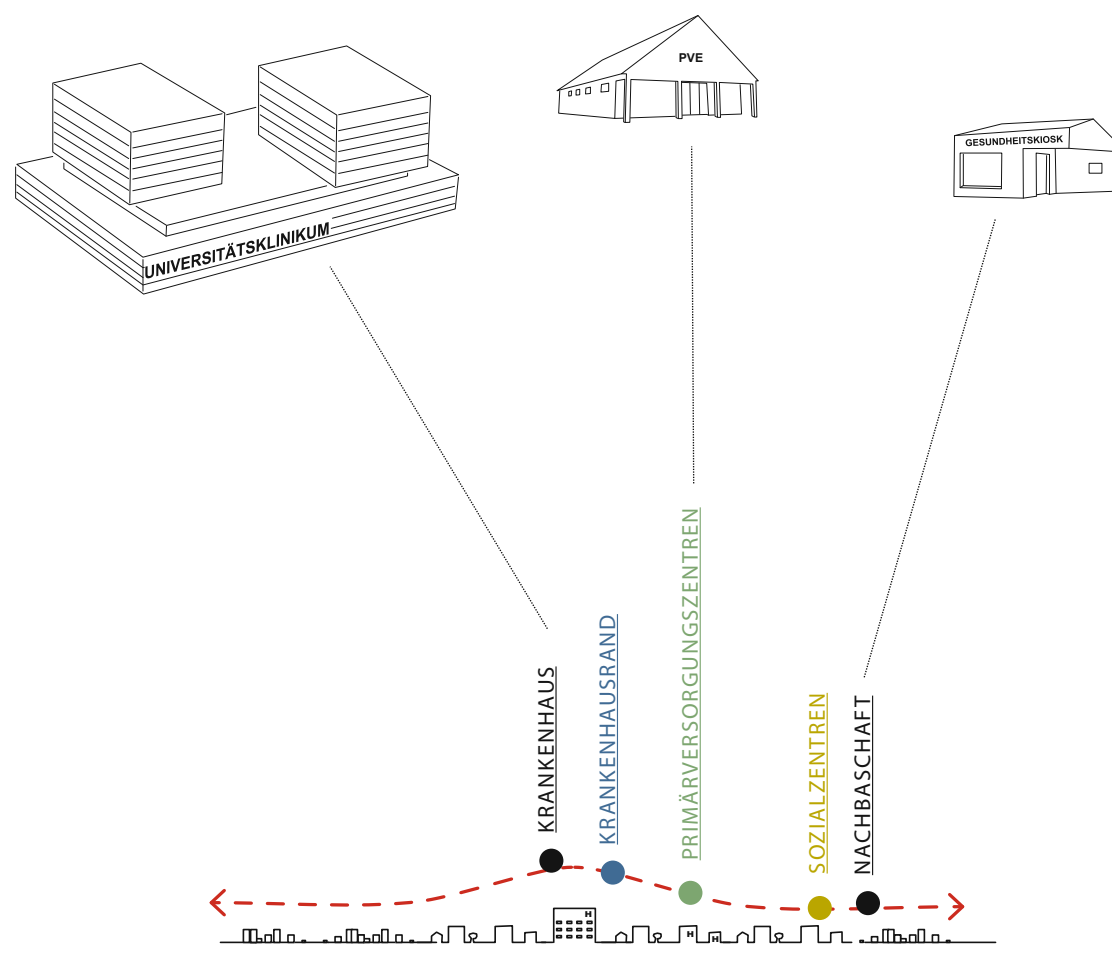 PVE
GESUNDHEITSKIOSK
UNIVERSITÄTSKLINIKUM
KRANKENHAUS
KRANKENHAUSRAND
PRIMÄRVERSORGUNGSZENTREN
SOZIALZENTREN
NACHBASCHAFT
H
H
H